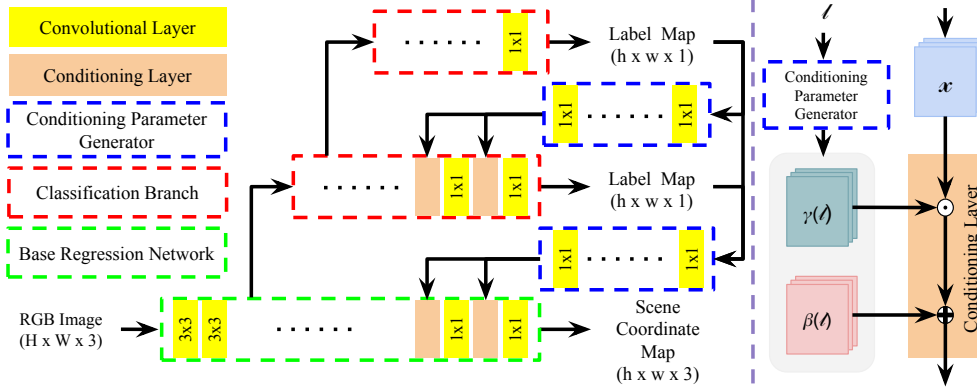 Convolutional Layer
Conditioning Layer
Conditioning Parameter
Generator
Classification Branch
Base Regression Network
RGB Image
(H x W x 3)
3x3
3x3
. . . . . .
1x1
1x1
Scene
Coordinate
Map
(h x w x 3)
. . . . . .
1x1
1x1
Label Map
(h x w x 1)
. . . . . .
1x1
Label Map
(h x w x 1)
1x1
. . . . . .
1x1
1x1
. . . . . .
1x1
ℓ
Conditioning
Parameter
Generator
x
γ(ℓ)
β(ℓ)
Conditioning Layer